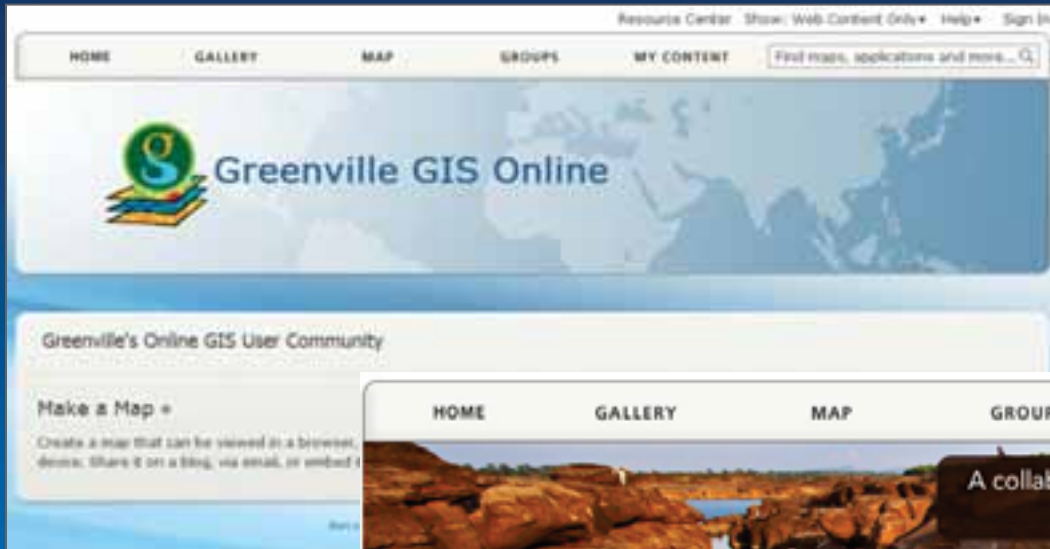 Resource Center Show: Web Content Only Help Sign In
HOME GALLERY MAP GROUPS MY CONTENT Find maps, applications and more...
g
Greenville GIS Online
Greenville's Online GIS User Community
Make a Map »
Create a map that can be viewed in a browser,
device. Share it on a blog, via email, or embed it
HOME GALLERY MAP GROUP
A collab